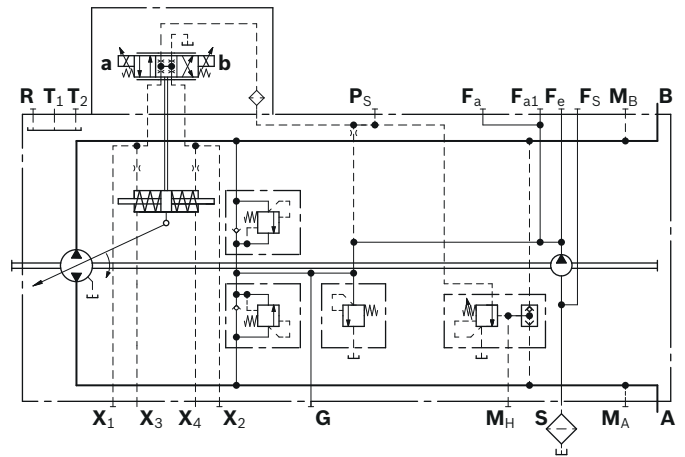 a b
R T1 T2 PS Fa Fa1 Fe FS MB B
X1 X3 X4 X2 G MH S MA A